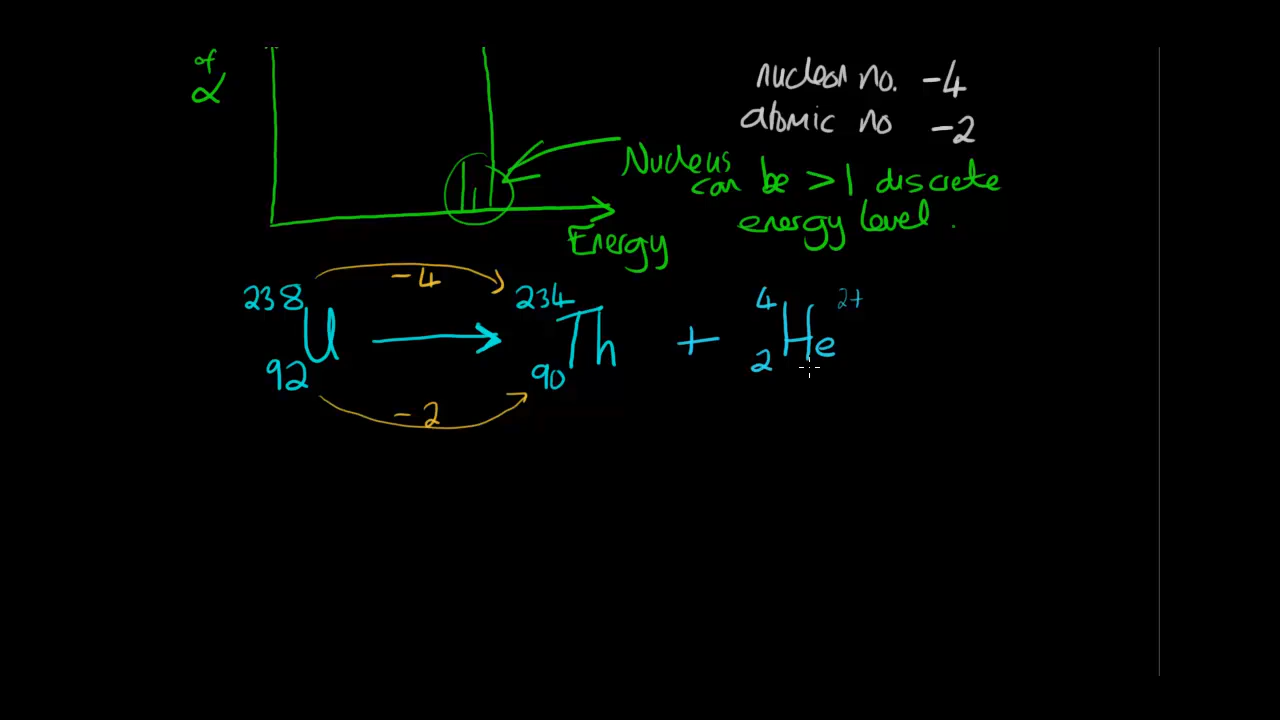 of
α
nuclear no. -4
atomic no -2
Nucleus
can be >1 discrete
energy level.
Energy
-4
238 92 U → 234 90 Th + 4 2 He 2+
-2